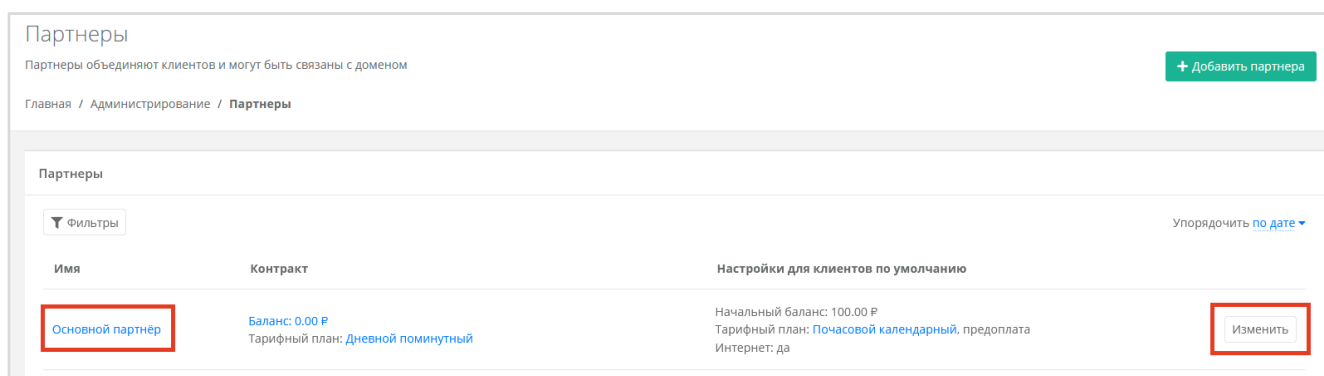 Партнеры
Партнеры объединяют клиентов и могут быть связаны с доменом
+ Добавить партнера
Главная / Администрирование / Партнеры
Партнеры
Фильтры
Упорядочить по дате
Имя
Контракт
Настройки для клиентов по умолчанию
Основной партнёр
Баланс: 0.00 ₽
Тарифный план: Дневной поминутный
Начальный баланс: 100.00 ₽
Тарифный план: Почасовой календарный, предоплата
Интернет: да
Изменить